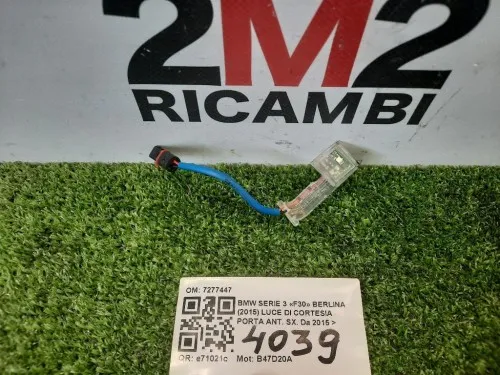 2M2
RICAMBI
OM: 7277447
BMW SERIE 3 «F30» BERLINA
(2015) LUCE DI CORTESIA
PORTA ANT. SX. Da 2015 >
4039
QR: e71021c Mot: B47D20A